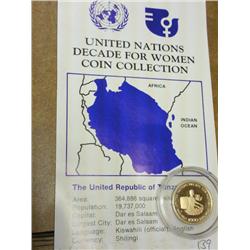 UNITED NATIONS
DECADE FOR WOMEN
COIN COLLECTION
AFRICA
INDIAN
OCEAN
The United Republic of Tanz
Area: 364,886 square
Population: 19,737,000
Capital: Dar es Salaam
Largest City: Dar es Salaam
Language: Kiswahili (official) English
Currency: Shilingi
139